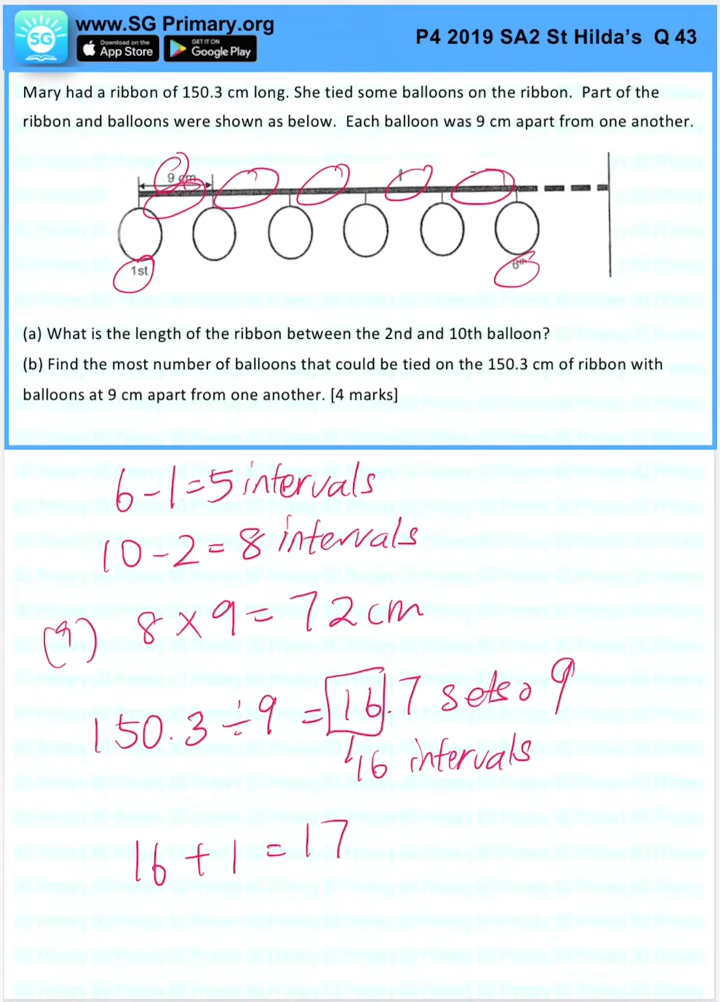 www.SG Primary.org
SG
Download on the
App Store
GET IT ON
Google Play
P4 2019 SA2 St Hilda's Q 43
Mary had a ribbon of 150.3 cm long. She tied some balloons on the ribbon. Part of the
ribbon and balloons were shown as below. Each balloon was 9 cm apart from one another.
9 cm
1st
6th
(a) What is the length of the ribbon between the 2nd and 10th balloon?
(b) Find the most number of balloons that could be tied on the 150.3 cm of ribbon with
balloons at 9 cm apart from one another. [4 marks]
6-1=5 intervals
10-2=8 intervals
(a) 8×9=72cm
150.3÷9=16.7 sets o 9
16 intervals
16+1=17